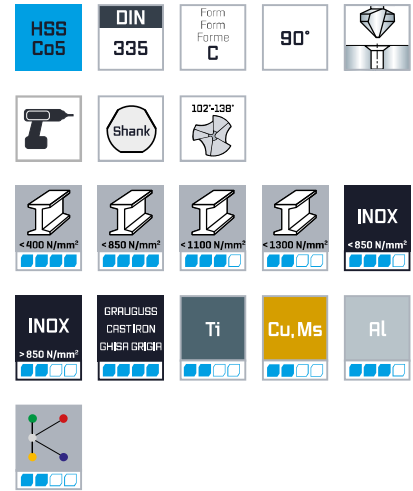 HSS
Co5
DIN
335
Form
Form
Forme
C
90°
Shank
102°-138°
<400 N/mm²
<850 N/mm²
<1100 N/mm²
<1300 N/mm²
INOX
<850 N/mm²
INOX
>850 N/mm²
GRAUGUSS
CAST IRON
GHISA GRIGIA
Ti
Cu, Ms
Al